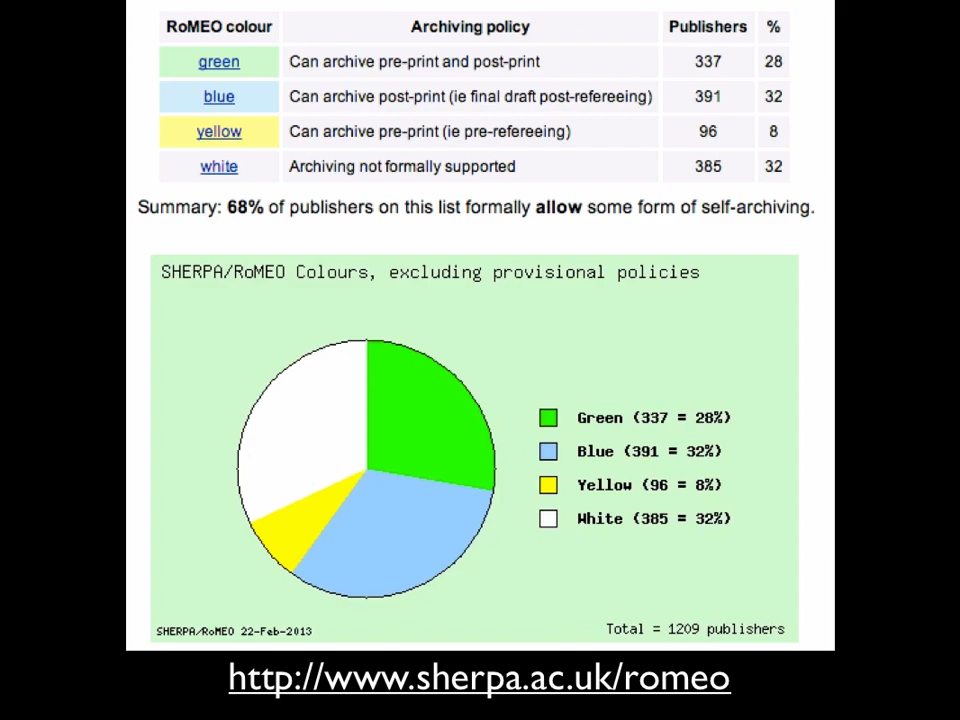 RoMEO colour Archiving policy Publishers %
green Can archive pre-print and post-print 337 28
blue Can archive post-print (ie final draft post-refereeing) 391 32
yellow Can archive pre-print (ie pre-refereeing) 96 8
white Archiving not formally supported 385 32
Summary: 68% of publishers on this list formally allow some form of self-archiving.
SHERPA/RoMEO Colours, excluding provisional policies
Green (337 = 28%)
Blue (391 = 32%)
Yellow (96 = 8%)
White (385 = 32%)
SHERPA/RoMEO 22-Feb-2013 Total = 1209 publishers
http://www.sherpa.ac.uk/romeo